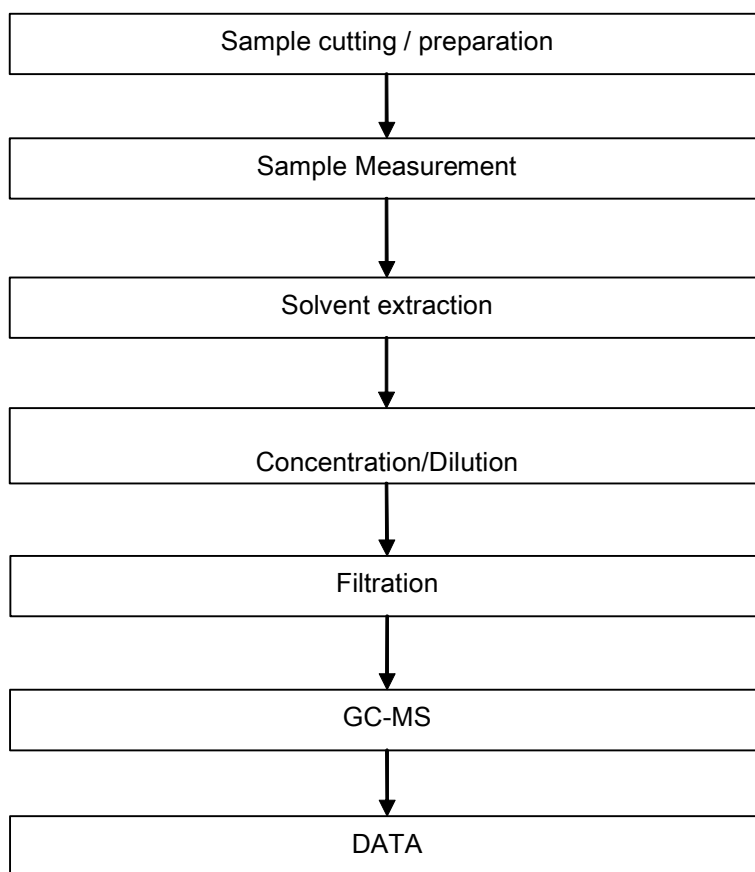 Sample cutting / preparation
Sample Measurement
Solvent extraction
Concentration/Dilution
Filtration
GC-MS
DATA